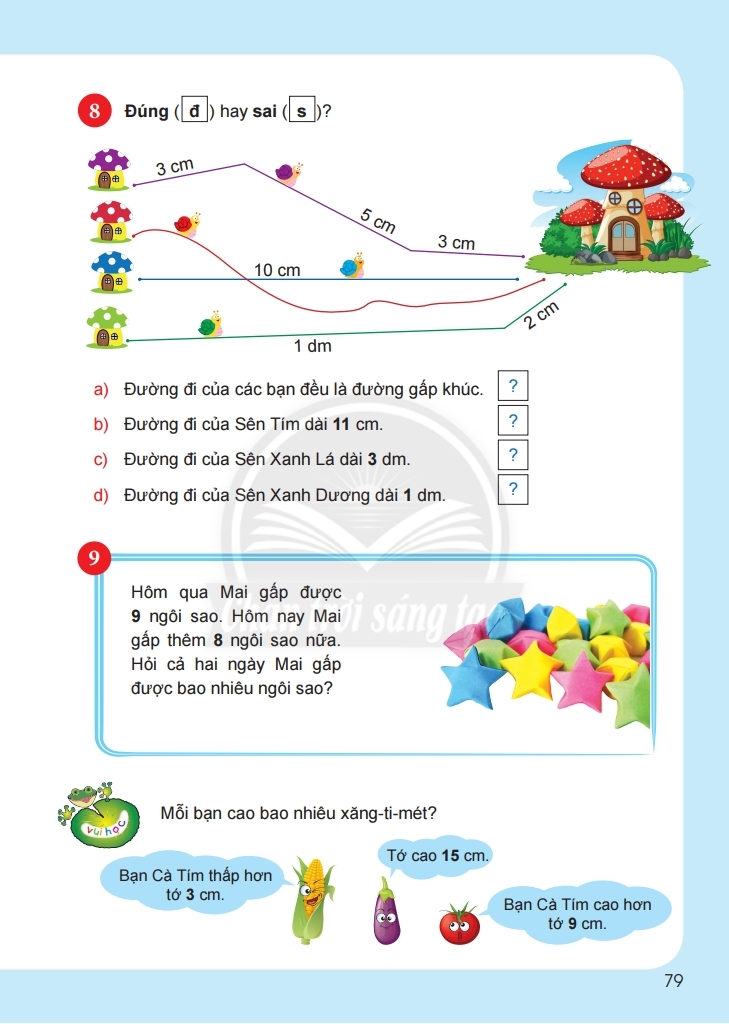 8 Đúng ( đ ) hay sai ( s )?
3 cm
5 cm
3 cm
10 cm
2 cm
1 dm
a) Đường đi của các bạn đều là đường gấp khúc. ?
b) Đường đi của Sên Tím dài 11 cm. ?
c) Đường đi của Sên Xanh Lá dài 3 dm. ?
d) Đường đi của Sên Xanh Dương dài 1 dm. ?
9
Hôm qua Mai gấp được
9 ngôi sao. Hôm nay Mai
gấp thêm 8 ngôi sao nữa.
Hỏi cả hai ngày Mai gấp
được bao nhiêu ngôi sao?
Chân trời sáng tạo
vui học
Mỗi bạn cao bao nhiêu xăng-ti-mét?
Bạn Cà Tím thấp hơn
tớ 3 cm.
Tớ cao 15 cm.
Bạn Cà Tím cao hơn
tớ 9 cm.
79